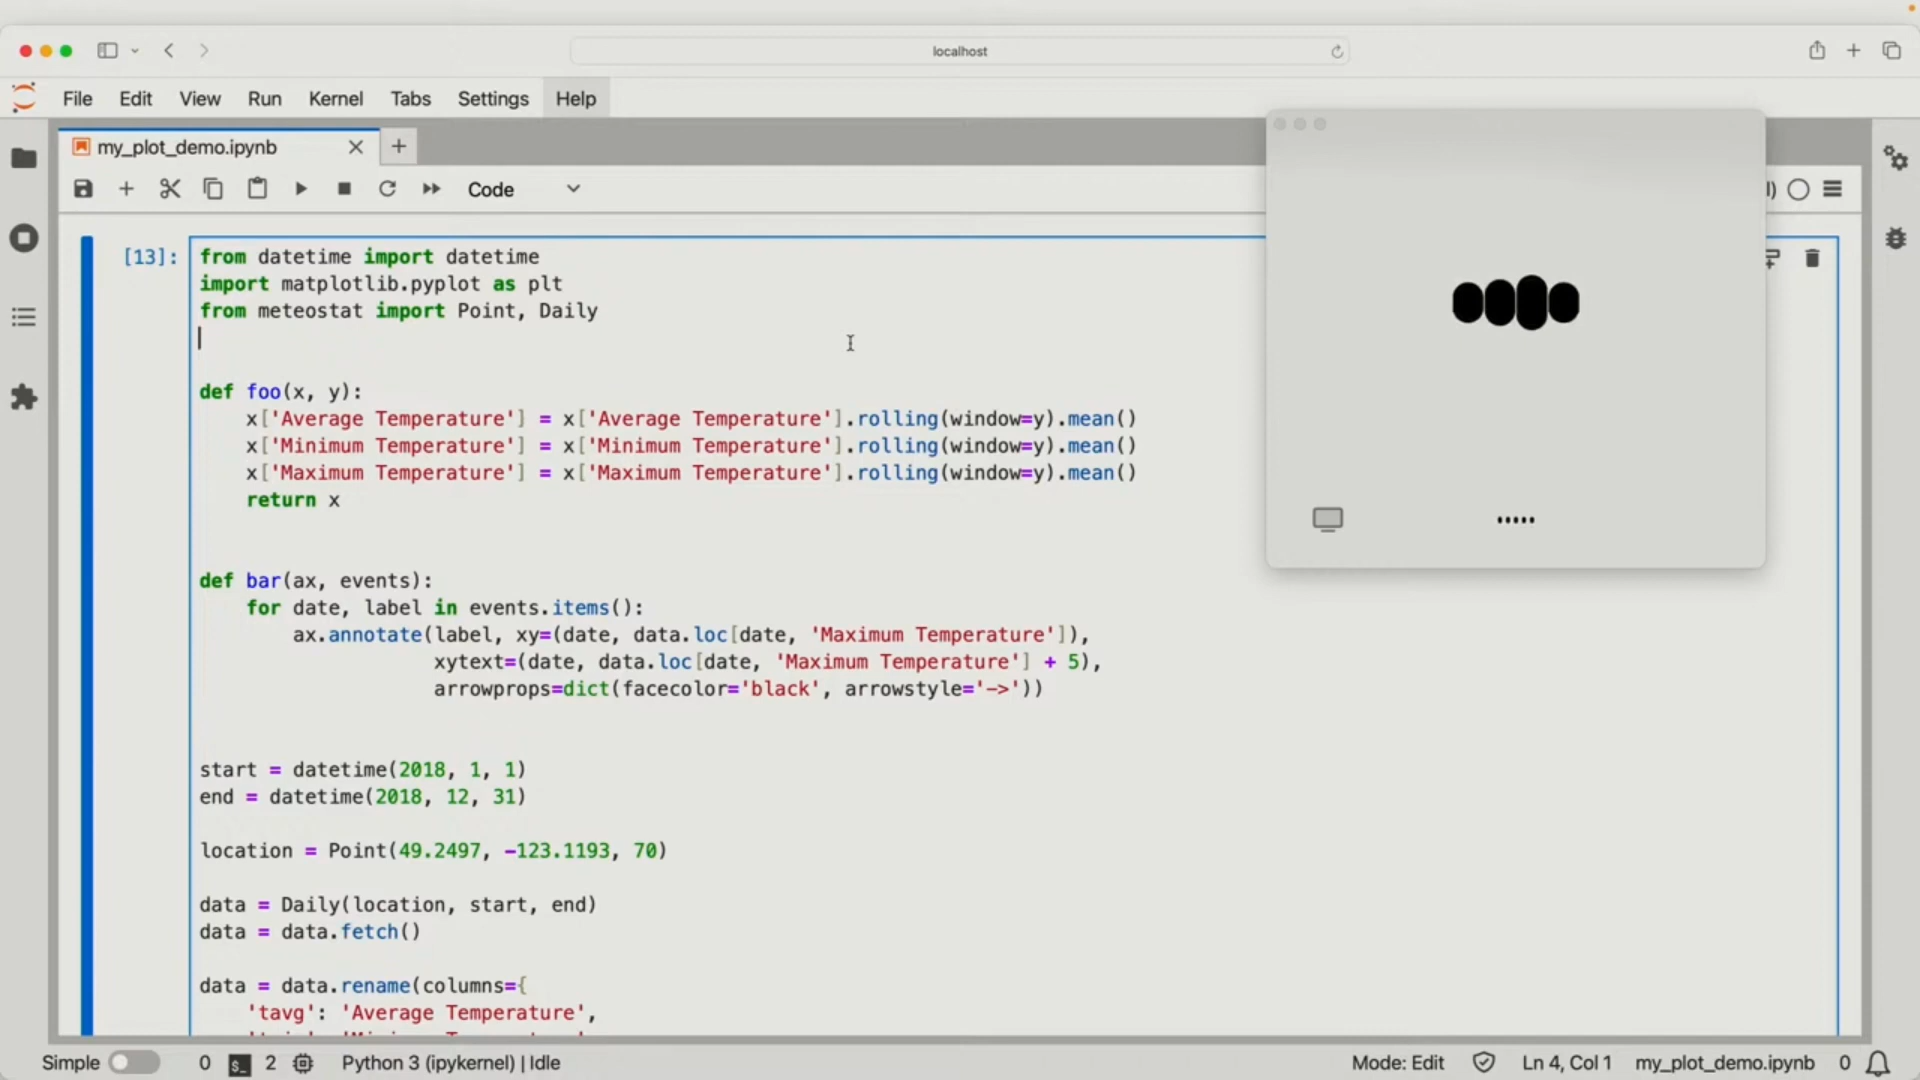 localhost
File Edit View Run Kernel Tabs Settings Help
my_plot_demo.ipynb
Code
[13]:
from datetime import datetime
import matplotlib.pyplot as plt
from meteostat import Point, Daily
def foo(x, y):
x['Average Temperature'] = x['Average Temperature'].rolling(window=y).mean()
x['Minimum Temperature'] = x['Minimum Temperature'].rolling(window=y).mean()
x['Maximum Temperature'] = x['Maximum Temperature'].rolling(window=y).mean()
return x
def bar(ax, events):
for date, label in events.items():
ax.annotate(label, xy=(date, data.loc[date, 'Maximum Temperature']),
xytext=(date, data.loc[date, 'Maximum Temperature'] + 5),
arrowprops=dict(facecolor='black', arrowstyle='->'))
start = datetime(2018, 1, 1)
end = datetime(2018, 12, 31)
location = Point(49.2497, -123.1193, 70)
data = Daily(location, start, end)
data = data.fetch()
data = data.rename(columns={
'tavg': 'Average Temperature',
Simple 0 $_ 2 Python 3 (ipykernel) | Idle Mode: Edit Ln 4, Col 1 my_plot_demo.ipynb 0